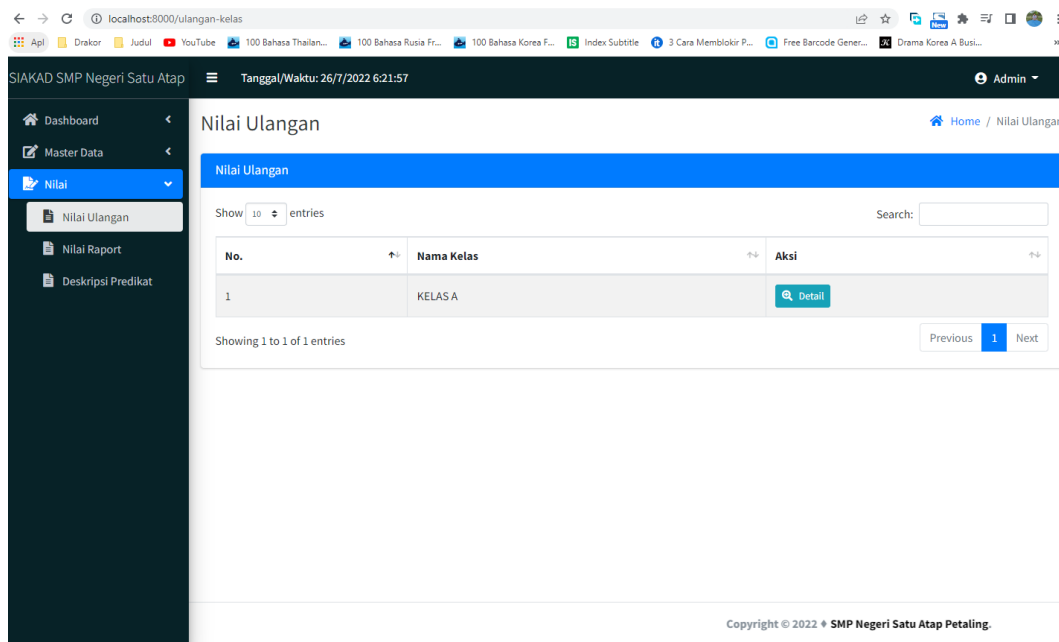 localhost:8000/ulangan-kelas
New
Apl Drakor Judul YouTube 100 Bahasa Thailan... 100 Bahasa Rusia Fr... 100 Bahasa Korea F... IS Index Subtitle 3 Cara Memblokir P... Free Barcode Gener... Drama Korea A Busi...
SIAKAD SMP Negeri Satu Atap Tanggal/Waktu: 26/7/2022 6:21:57 Admin
Dashboard
Master Data
Nilai
Nilai Ulangan
Nilai Raport
Deskripsi Predikat
Nilai Ulangan Home / Nilai Ulangan
Nilai Ulangan
Show 10 entries Search:
No. Nama Kelas Aksi
1 KELAS A Detail
Showing 1 to 1 of 1 entries Previous 1 Next
Copyright © 2022 ♦ SMP Negeri Satu Atap Petaling.